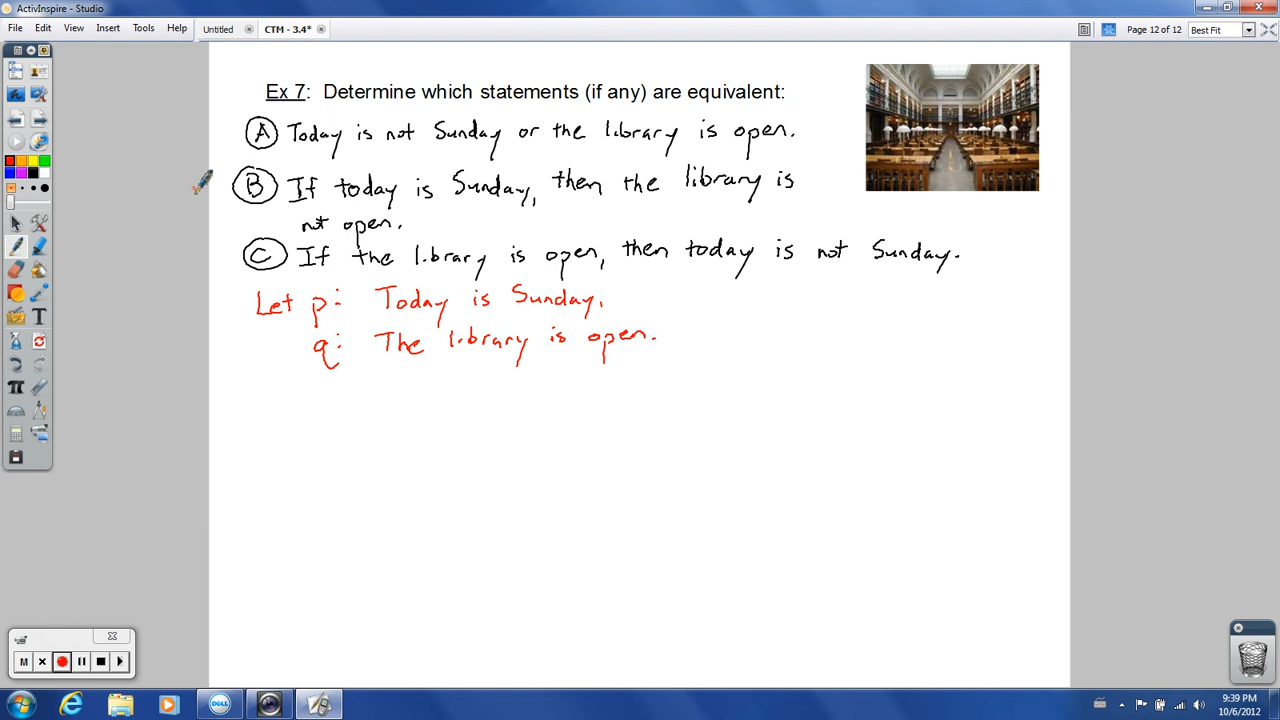 ActivInspire - Studio
File Edit View Insert Tools Help
Untitled
CTM - 3.4*
Page 12 of 12
Best Fit
Ex 7: Determine which statements (if any) are equivalent:
A Today is not Sunday or the library is open.
B If today is Sunday, then the library is
not open.
C If the library is open, then today is not Sunday.
Let p: Today is Sunday.
q: The library is open.
M
DELL
9:39 PM
10/6/2012